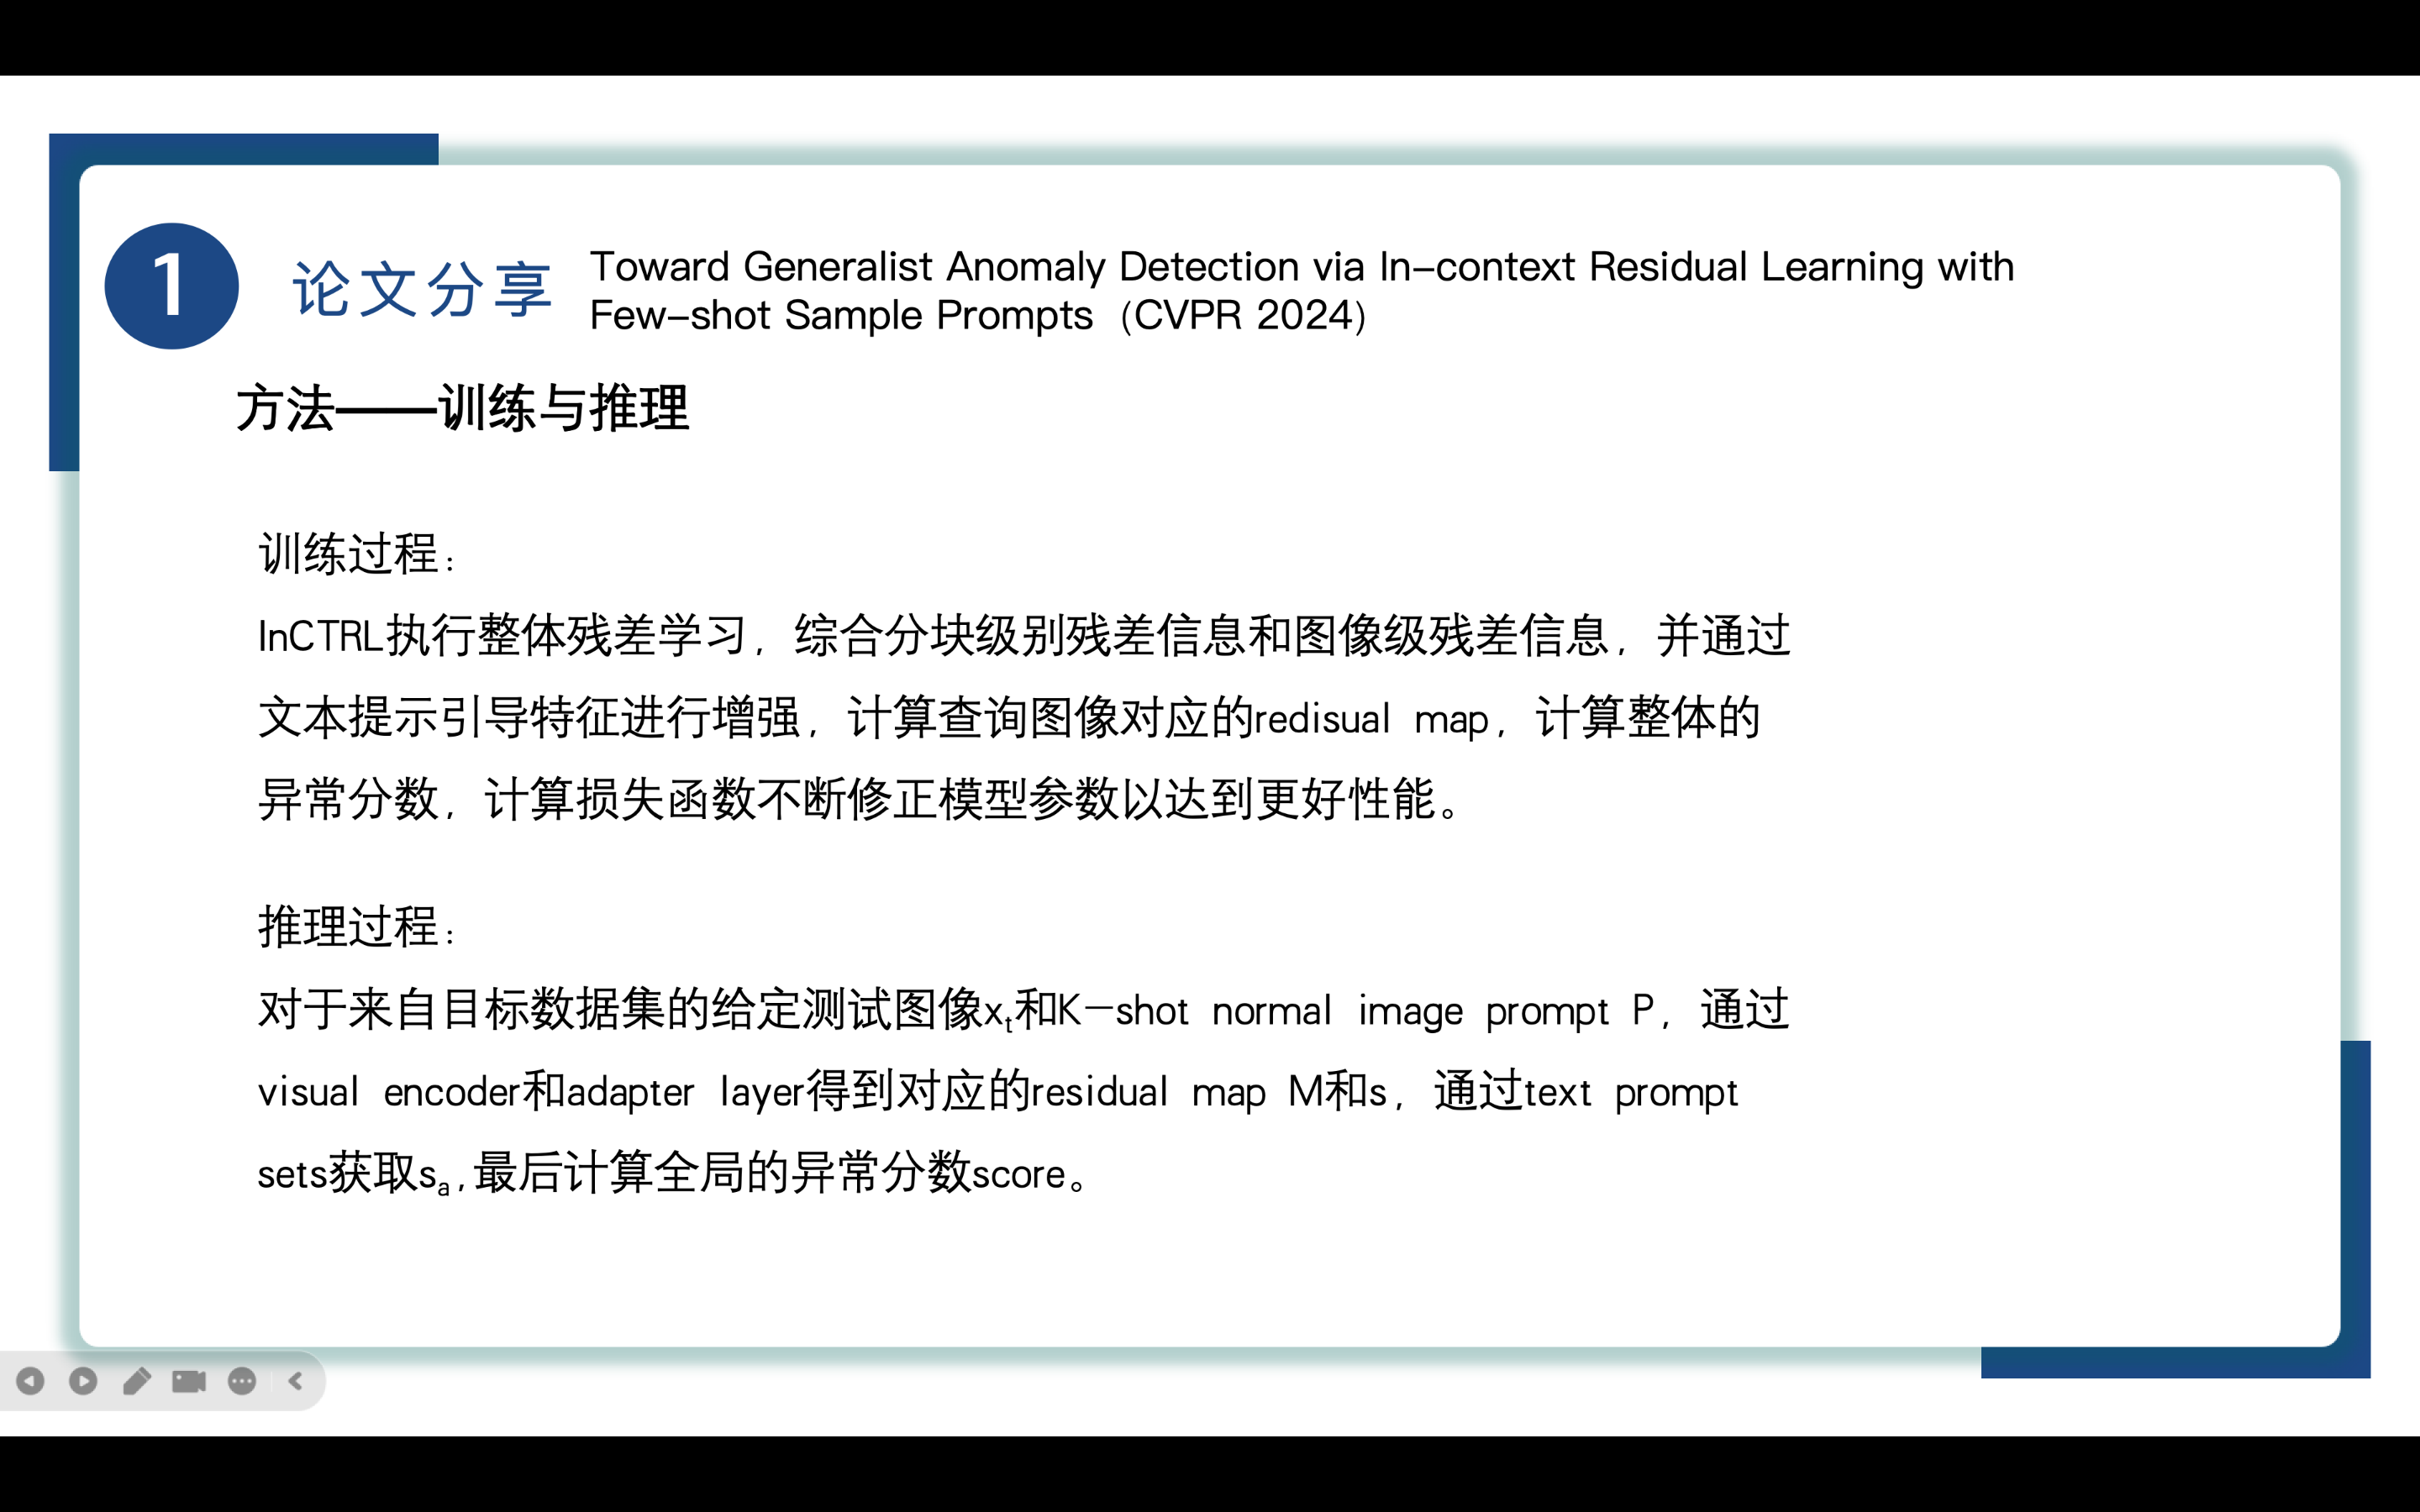 1
论文分享
Toward Generalist Anomaly Detection via In-context Residual Learning with
Few-shot Sample Prompts（CVPR 2024）
方法——训练与推理
训练过程：
InCTRL执行整体残差学习，综合分块级别残差信息和图像级残差信息，并通过
文本提示引导特征进行增强，计算查询图像对应的redisual map，计算整体的
异常分数，计算损失函数不断修正模型参数以达到更好性能。
推理过程：
对于来自目标数据集的给定测试图像xt和K-shot normal image prompt P，通过
visual encoder和adapter layer得到对应的residual map M和s，通过text prompt
sets获取sa,最后计算全局的异常分数score。